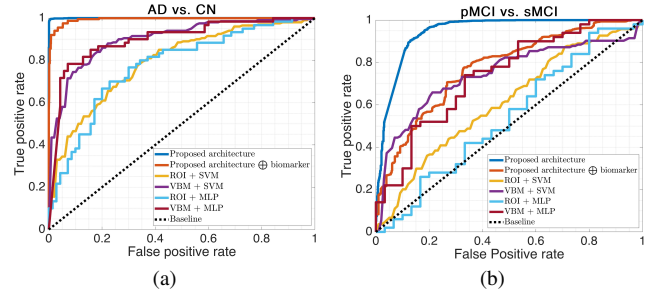 AD vs. CN
1
0.8
0.6
0.4
0.2
0
0
0.2
0.4
0.6
0.8
1
True positive rate
False positive rate
Proposed architecture
Proposed architecture ⊕ biomarker
ROI + SVM
VBM + SVM
ROI + MLP
VBM + MLP
Baseline
(a)
pMCI vs. sMCI
1
0.8
0.6
0.4
0.2
0
0
0.2
0.4
0.6
0.8
1
True positive rate
False Positive rate
Proposed architecture
Proposed architecture ⊕ biomarker
ROI + SVM
VBM + SVM
ROI + MLP
VBM + MLP
Baseline
(b)